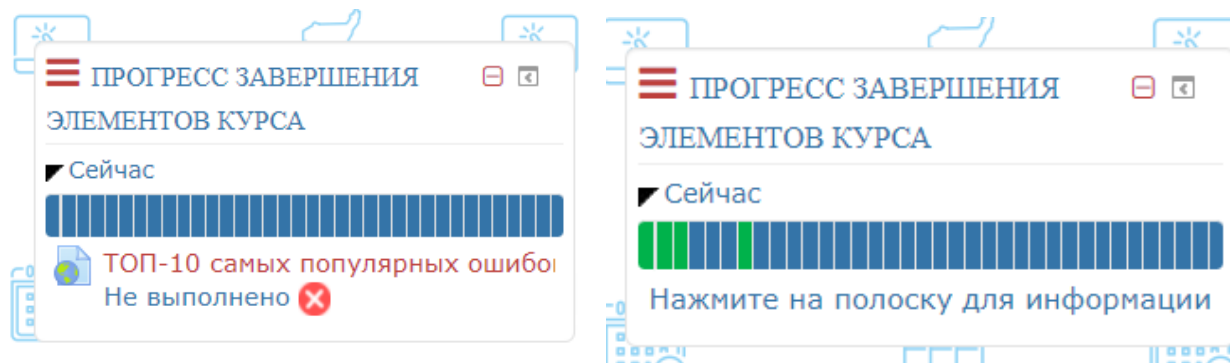 ПРОГРЕСС ЗАВЕРШЕНИЯ
ЭЛЕМЕНТОВ КУРСА
Сейчас
ТОП-10 самых популярных ошибо
Не выполнено
ПРОГРЕСС ЗАВЕРШЕНИЯ
ЭЛЕМЕНТОВ КУРСА
Сейчас
Нажмите на полоску для информации